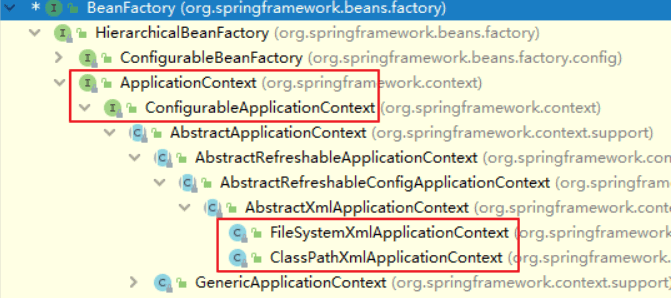 * BeanFactory (org.springframework.beans.factory)
HierarchicalBeanFactory (org.springframework.beans.factory)
ConfigurableBeanFactory (org.springframework.beans.factory.config)
ApplicationContext (org.springframework.context)
ConfigurableApplicationContext (org.springframework.context)
AbstractApplicationContext (org.springframework.context.support)
AbstractRefreshableApplicationContext (org.springframework.con
AbstractRefreshableConfigApplicationContext (org.springfram
AbstractXmlApplicationContext (org.springframework.cont
FileSystemXmlApplicationContext (org.springframework.
ClassPathXmlApplicationContext (org.springframework.
GenericApplicationContext (org.springframework.context.support)